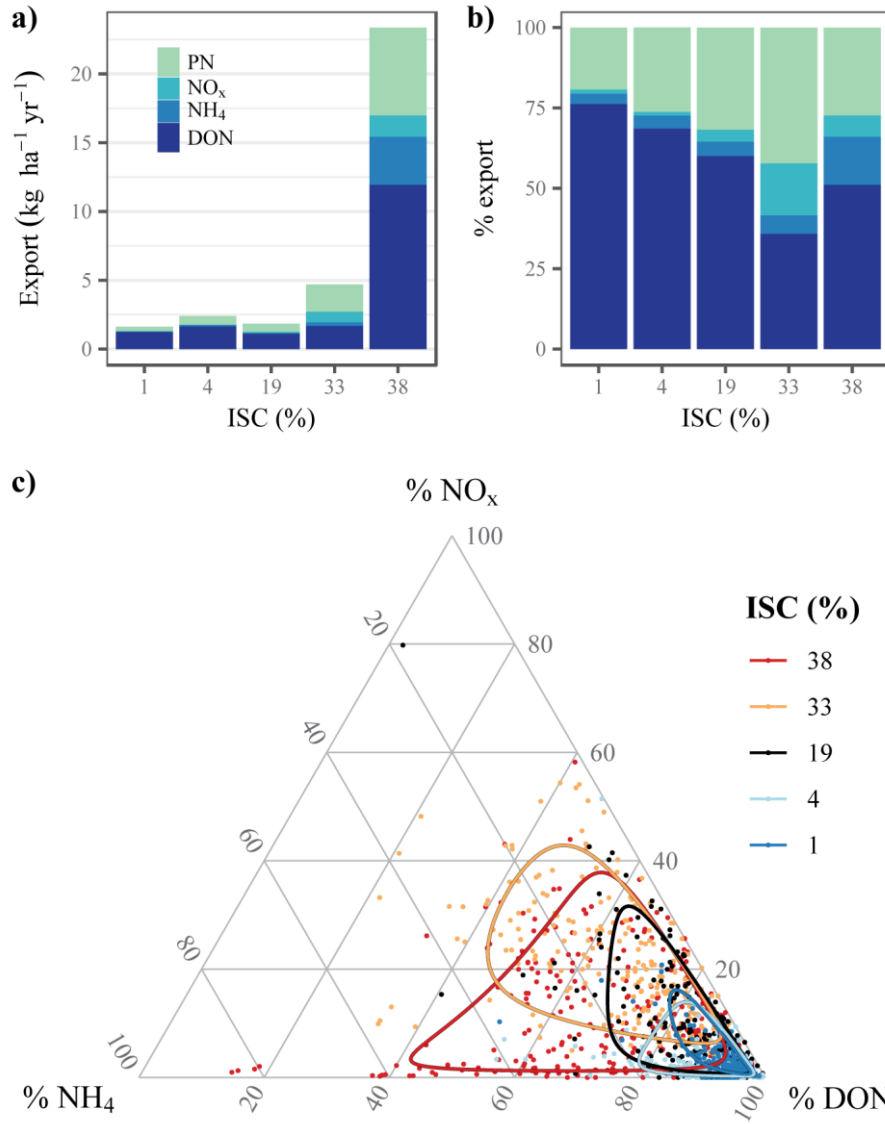 a)
Export (kg ha⁻¹ yr⁻¹)
20
15
10
5
0
PN
NOₓ
NH₄
DON
1 4 19 33 38
ISC (%)
b)
% export
100
75
50
25
0
1 4 19 33 38
ISC (%)
c)
% NOₓ
100
20 80
40 60
60 40
80 20
100
% NH₄
20 40 60 80 100
% DON
ISC (%)
38
33
19
4
1